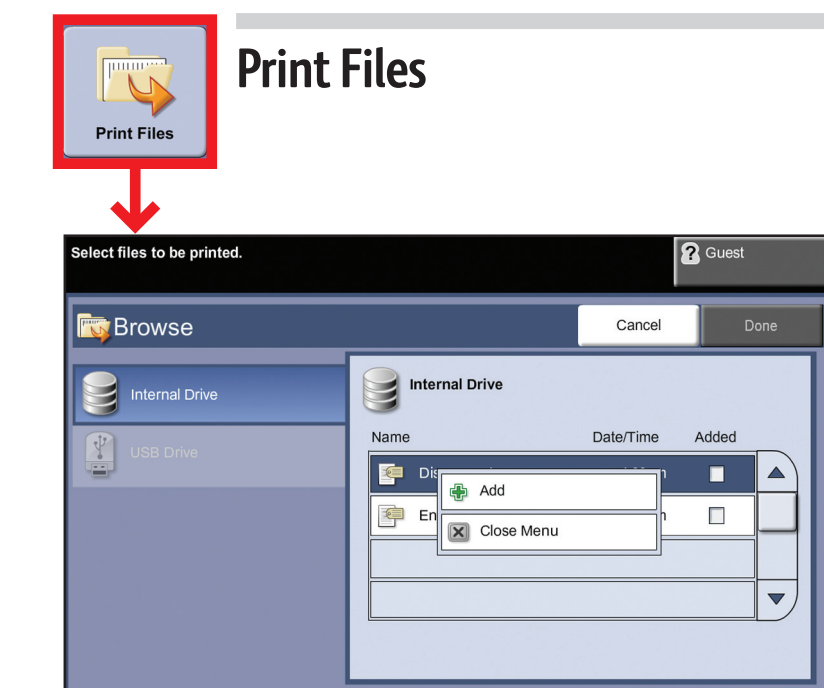 Print Files
Print Files
Select files to be printed.
Guest
Browse
Cancel
Done
Internal Drive
USB Drive
Internal Drive
Name Date/Time Added
Add
Close Menu